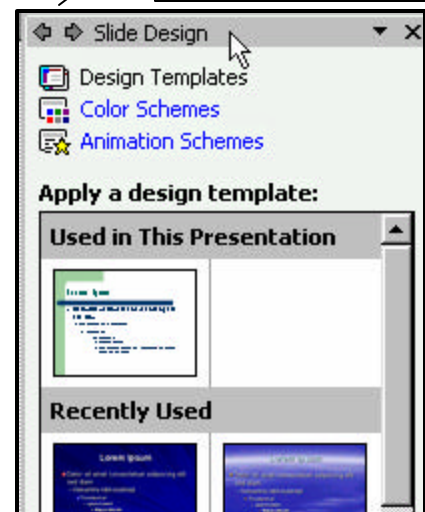 Slide Design
Design Templates
Color Schemes
Animation Schemes
Apply a design template:
Used in This Presentation
Recently Used
Lorem Ipsum